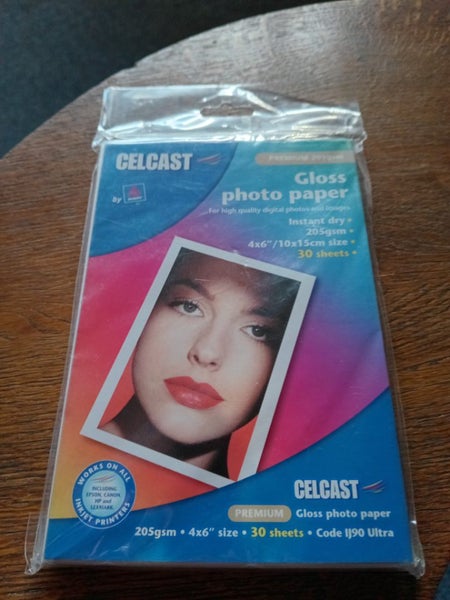 CELCAST
by AVERY
PREMIUM 205gsm
Gloss
photo paper
For high quality digital photos and images
Instant dry •
205gsm •
4x6"/10x15cm size •
30 sheets •
WORKS ON ALL
INCLUDING
EPSON, CANON,
HP and
LEXMARK
INKJET PRINTERS
CELCAST
PREMIUM Gloss photo paper
205gsm • 4x6" size • 30 sheets • Code IJ90 Ultra